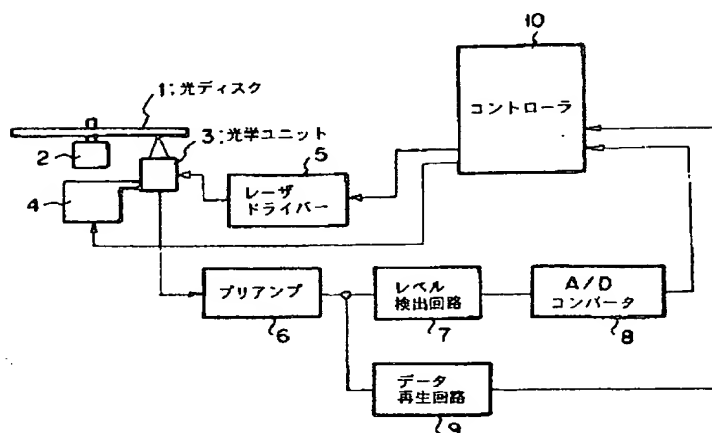 10
コントローラ
1;光ディスク
2
3;光学ユニット
4
5
レーザ
ドライバー
プリアンプ
6
レベル
検出回路
7
A/D
コンバータ
8
データ
再生回路
9